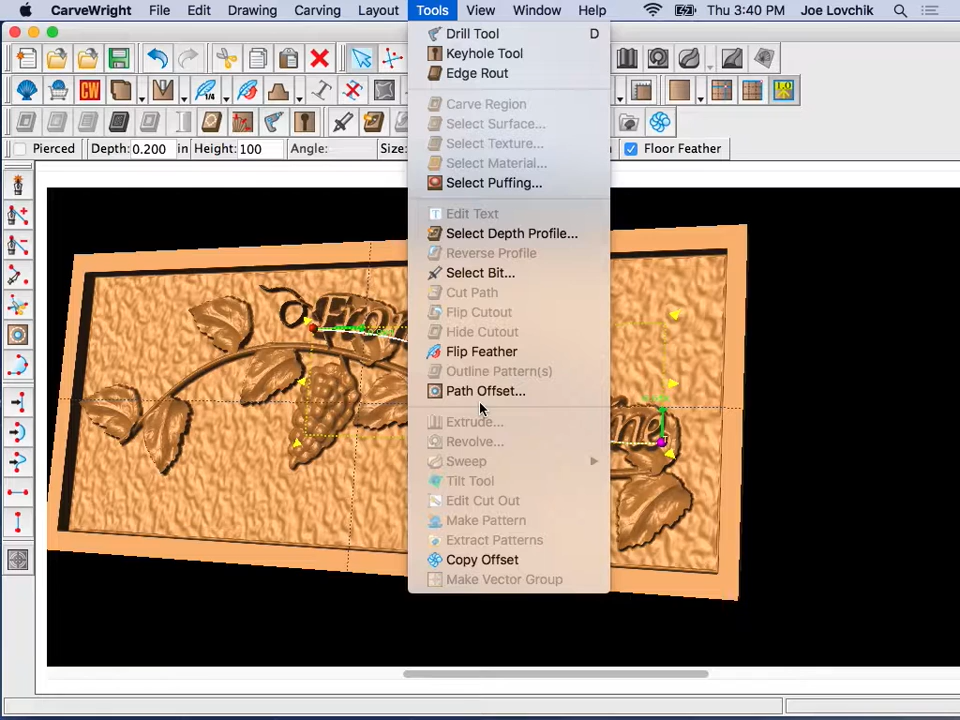 CarveWright File Edit Drawing Carving Layout Tools View Window Help Thu 3:40 PM Joe Lovchik
Drill Tool D
Keyhole Tool
Edge Rout
CW 1/4
Carve Region
Select Surface...
Select Texture...
Select Material...
Select Puffing...
Pierced Depth: 0.200 in Height: 100 Angle: Size: Floor Feather
Edit Text
Select Depth Profile...
Reverse Profile
Select Bit...
Cut Path
Flip Cutout
Hide Cutout
Flip Feather
Outline Pattern(s)
Path Offset...
Extrude...
Revolve...
Sweep
Tilt Tool
Edit Cut Out
Make Pattern
Extract Patterns
Copy Offset
Make Vector Group